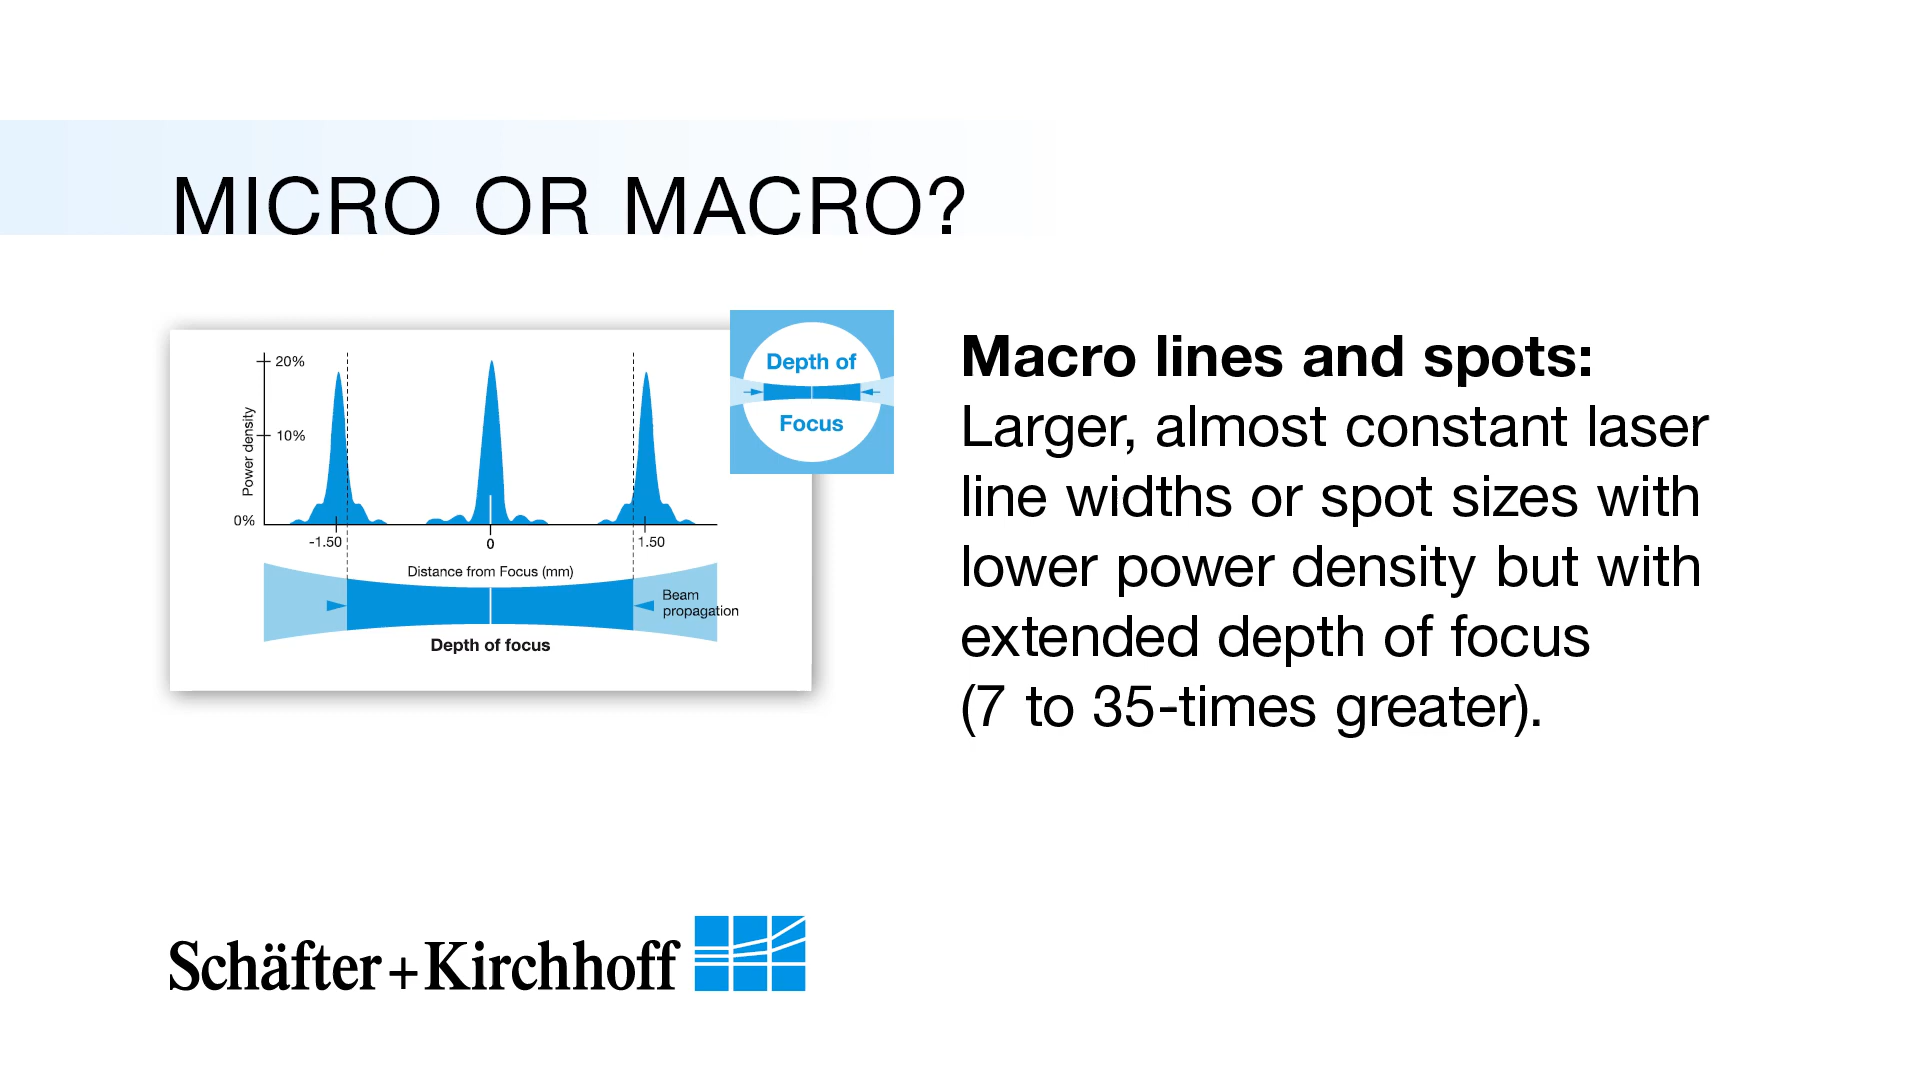 MICRO OR MACRO?
20%
10%
0%
Power density
-1.50
0
1.50
Distance from Focus (mm)
Beam
propagation
Depth of focus
Depth of
Focus
Macro lines and spots:
Larger, almost constant laser
line widths or spot sizes with
lower power density but with
extended depth of focus
(7 to 35-times greater).
Schäfter+Kirchhoff